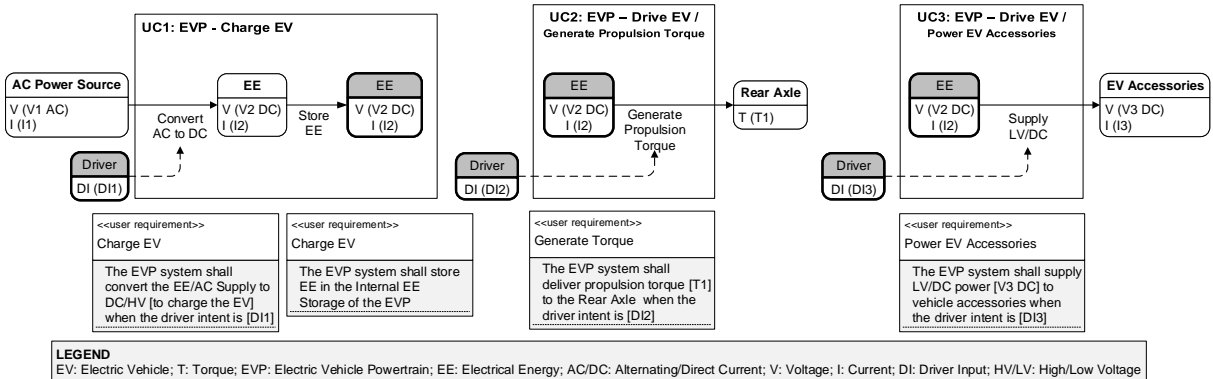 UC1: EVP - Charge EV
AC Power Source
V (V1 AC)
I (I1)
Convert
AC to DC
EE
V (V2 DC)
I (I2)
Store
EE
EE
V (V2 DC)
I (I2)
Driver
DI (DI1)
UC2: EVP – Drive EV /
Generate Propulsion Torque
EE
V (V2 DC)
I (I2)
Generate
Propulsion
Torque
Rear Axle
T (T1)
Driver
DI (DI2)
UC3: EVP – Drive EV /
Power EV Accessories
EE
V (V2 DC)
I (I2)
Supply
LV/DC
EV Accessories
V (V3 DC)
I (I3)
Driver
DI (DI3)
<<user requirement>>
Charge EV
The EVP system shall
convert the EE/AC Supply to
DC/HV [to charge the EV]
when the driver intent is [DI1]
<<user requirement>>
Charge EV
The EVP system shall store
EE in the Internal EE
Storage of the EVP
<<user requirement>>
Generate Torque
The EVP system shall
deliver propulsion torque [T1]
to the Rear Axle when the
driver intent is [DI2]
<<user requirement>>
Power EV Accessories
The EVP system shall supply
LV/DC power [V3 DC] to
vehicle accessories when
the driver intent is [DI3]
LEGEND
EV: Electric Vehicle; T: Torque; EVP: Electric Vehicle Powertrain; EE: Electrical Energy; AC/DC: Alternating/Direct Current; V: Voltage; I: Current; DI: Driver Input; HV/LV: High/Low Voltage